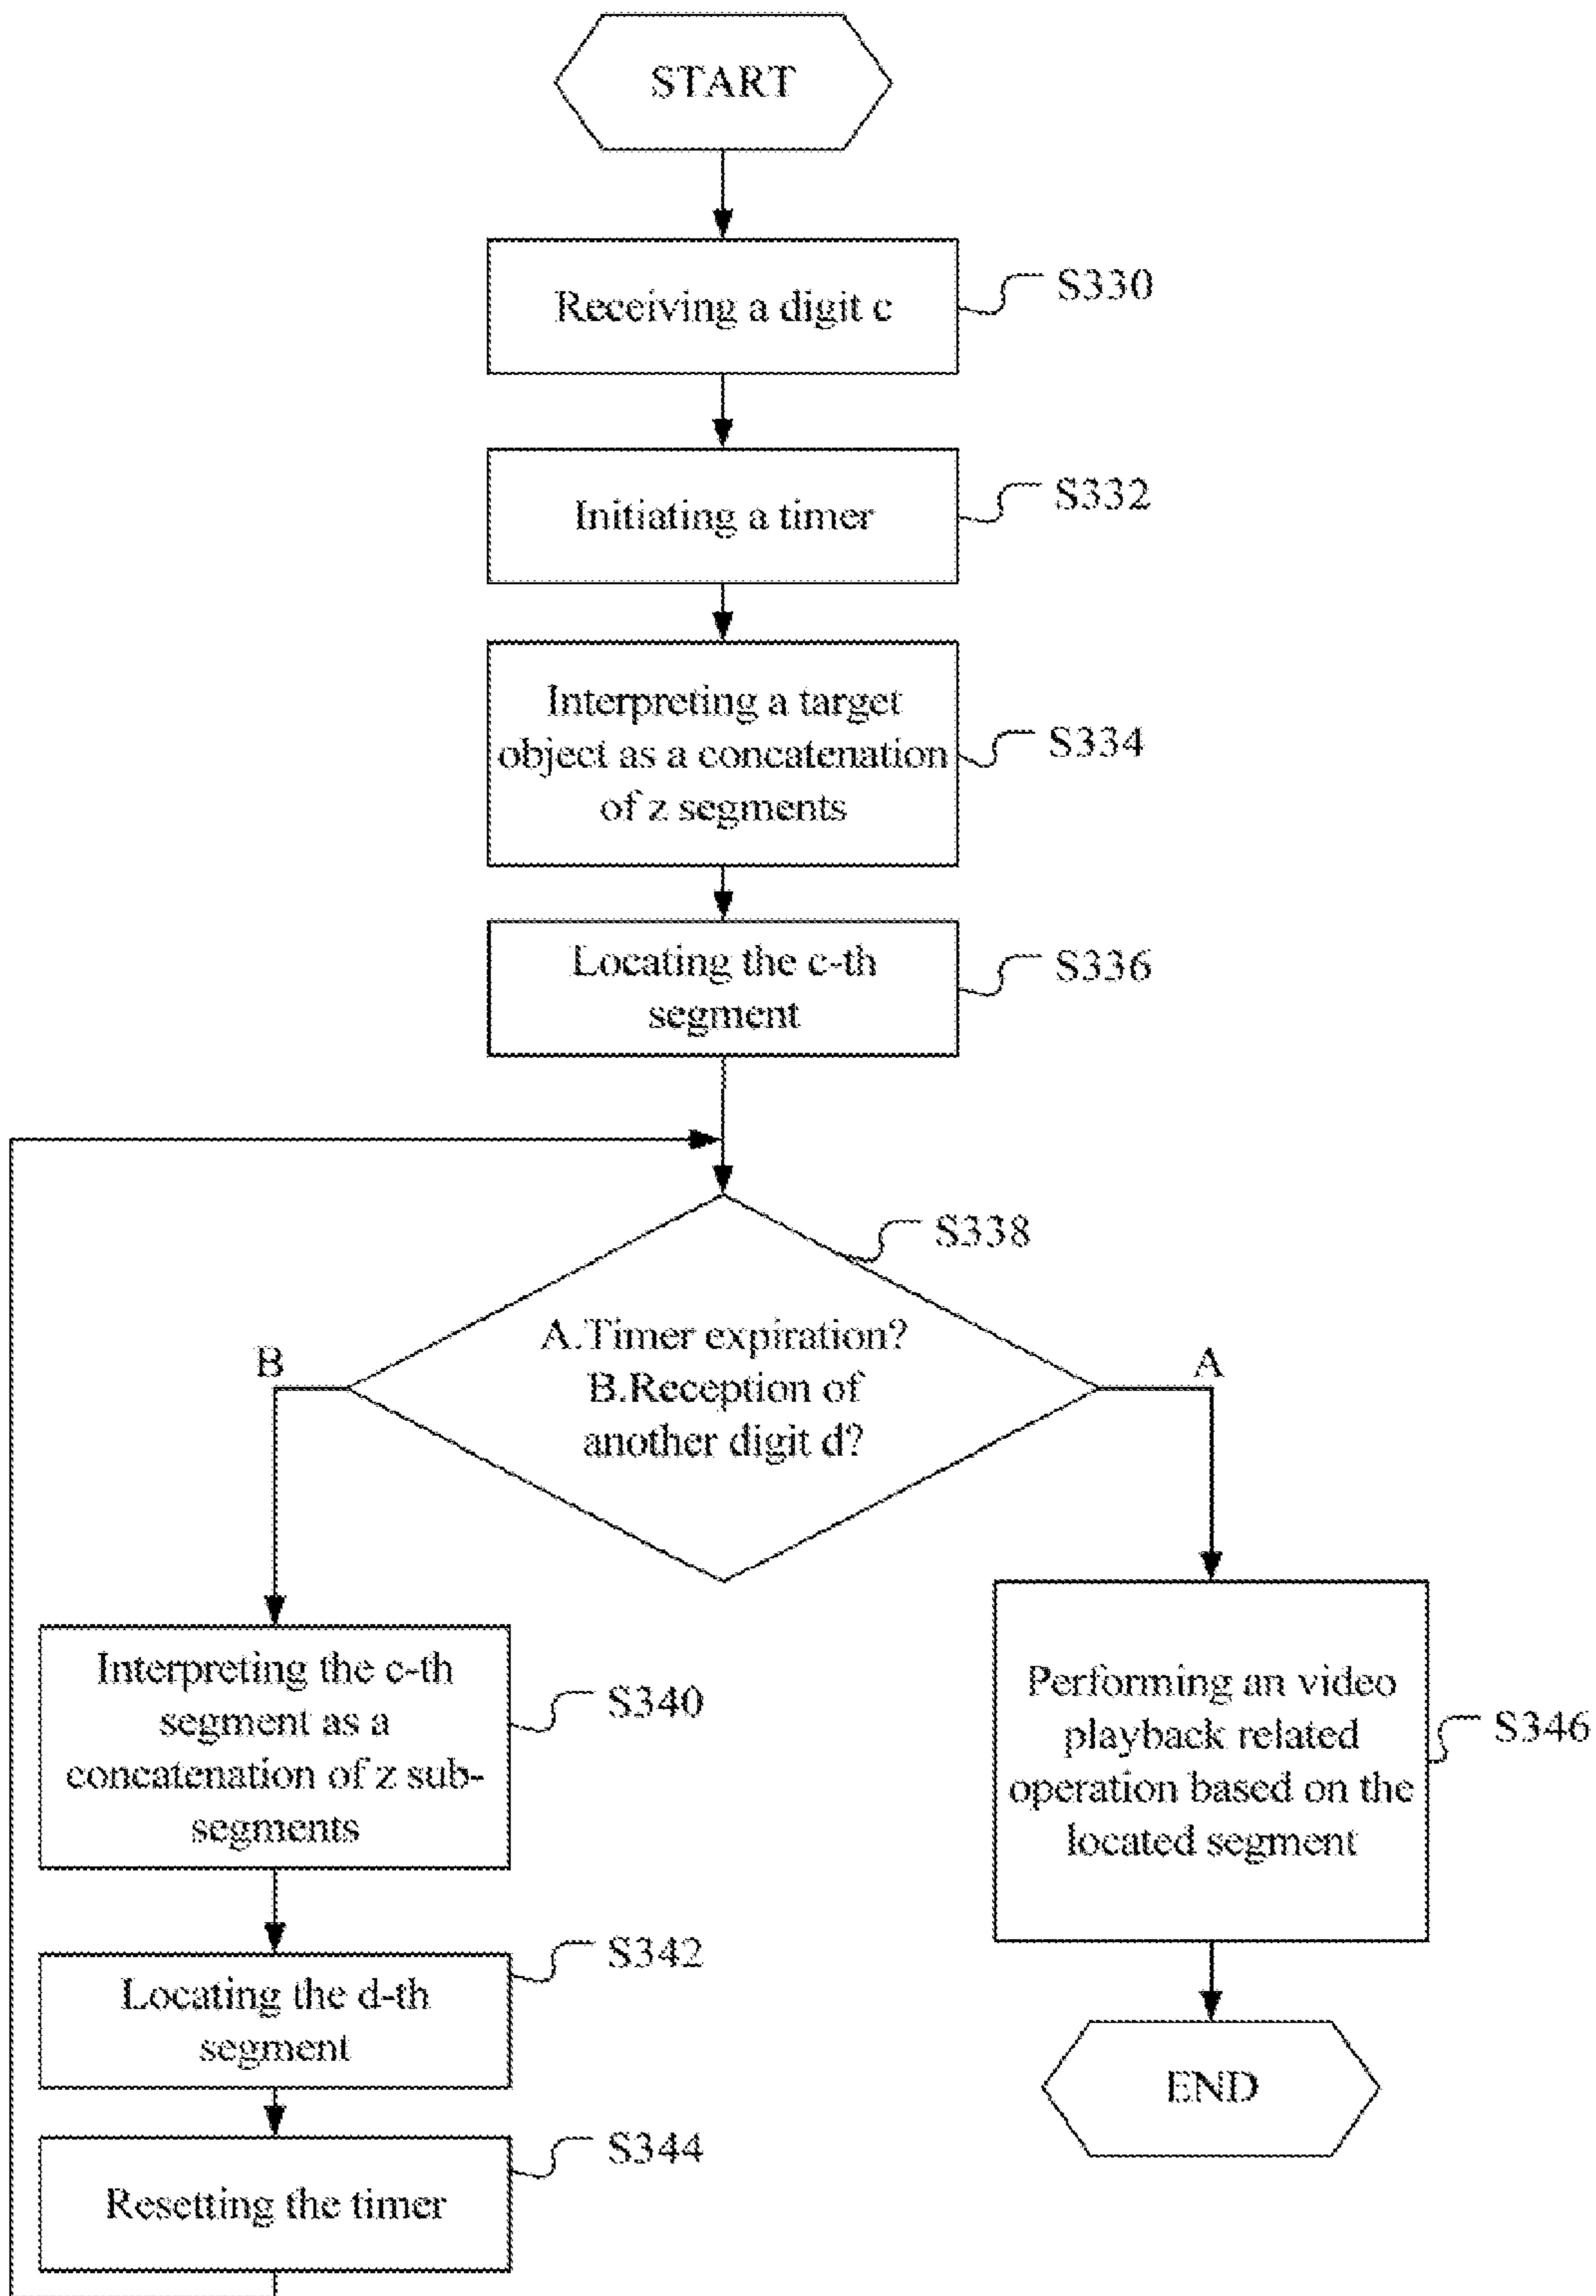 START
Receiving a digit c
S330
Initiating a timer
S332
Interpreting a target
object as a concatenation
of z segments
S334
Locating the c-th
segment
S336
S338
A.Timer expiration?
B.Reception of
another digit d?
B
A
Interpreting the c-th
segment as a
concatenation of z sub-
segments
S340
Performing an video
playback related
operation based on the
located segment
S346
Locating the d-th
segment
S342
END
Resetting the timer
S344